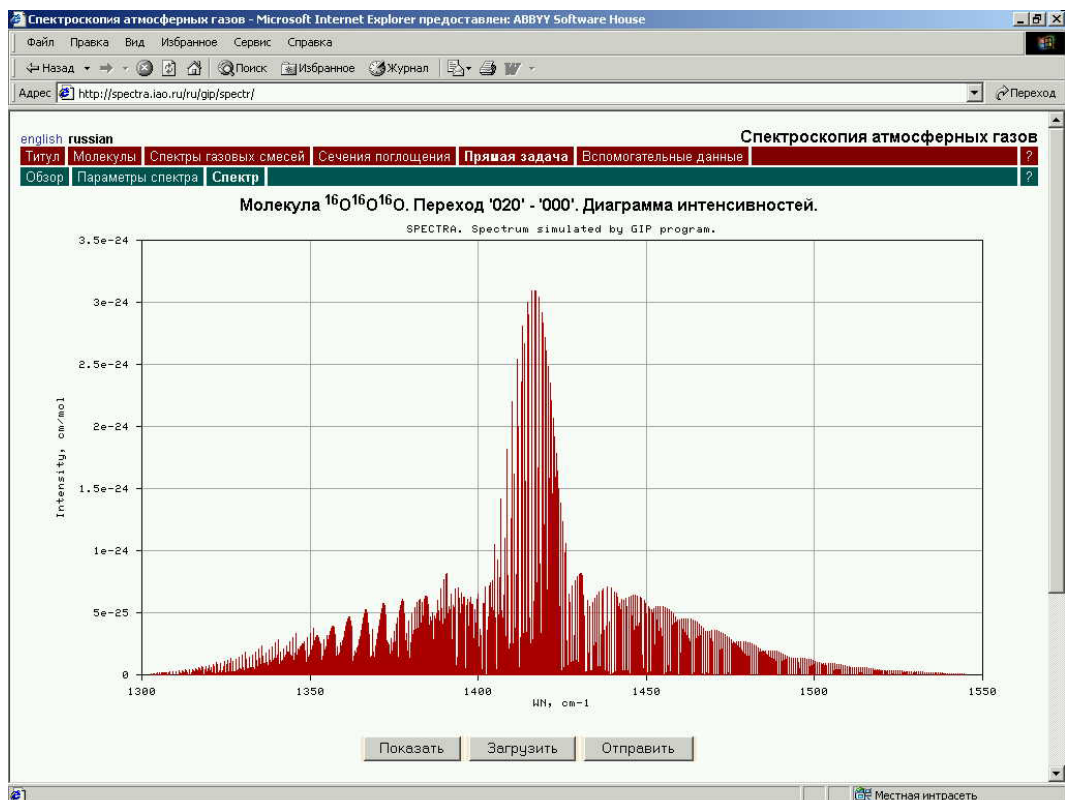 Спектроскопия атмосферных газов - Microsoft Internet Explorer предоставлен: ABBYY Software House
Файл Правка Вид Избранное Сервис Справка
Назад Поиск Избранное Журнал
Адрес http://spectra.iao.ru/ru/gip/spectr/ Переход
english russian Спектроскопия атмосферных газов
Титул Молекулы Спектры газовых смесей Сечения поглощения Прямая задача Вспомогательные данные ?
Обзор Параметры спектра Спектр ?
Молекула ¹⁶O¹⁶O¹⁶O. Переход '020' - '000'. Диаграмма интенсивностей.
SPECTRA. Spectrum simulated by GIP program.
3.5e-24
3e-24
2.5e-24
2e-24
1.5e-24
1e-24
5e-25
0
Intensity, cm/mol
1300 1350 1400 1450 1500 1550
WN, cm-1
Показать Загрузить Отправить
Местная интрасеть